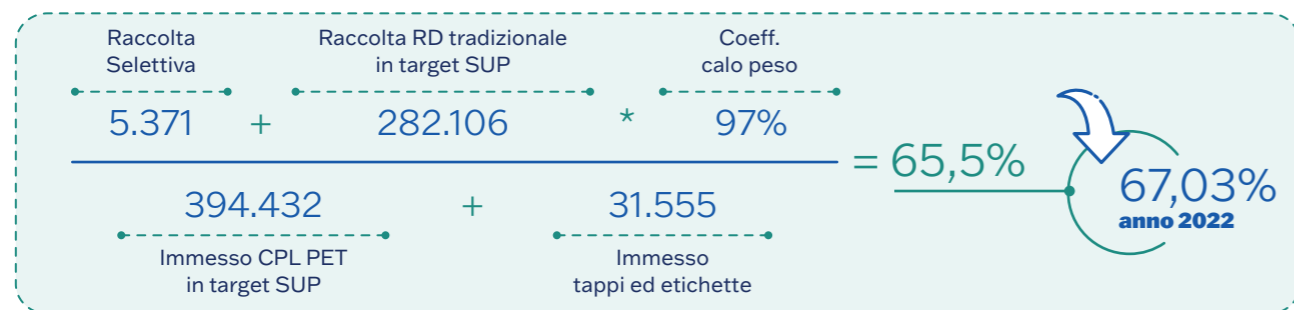 Raccolta
Selettiva
Raccolta RD tradizionale
in target SUP
Coeff.
calo peso
5.371 + 282.106 * 97%
= 65,5%
67,03%
anno 2022
394.432 + 31.555
Immesso CPL PET
in target SUP
Immesso
tappi ed etichette